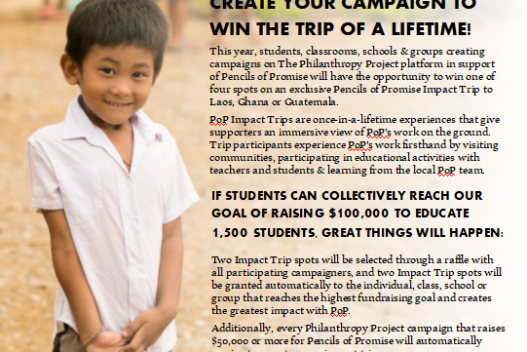 CREATE YOUR CAMPAIGN TO
WIN THE TRIP OF A LIFETIME!
This year, students, classrooms, schools & groups creating
campaigns on The Philanthropy Project platform in support
of Pencils of Promise will have the opportunity to win one of
four spots on an exclusive Pencils of Promise Impact Trip to
Laos, Ghana or Guatemala.
PoP Impact Trips are once-in-a-lifetime experiences that give
supporters an immersive view of PoP's work on the ground.
Trip participants experience PoP's work firsthand by visiting
communities, participating in educational activities with
teachers and students & learning from the local PoP team.
IF STUDENTS CAN COLLECTIVELY REACH OUR
GOAL OF RAISING $100,000 TO EDUCATE
1,500 STUDENTS, GREAT THINGS WILL HAPPEN:
Two Impact Trip spots will be selected through a raffle with
all participating campaigners, and two Impact Trip spots will
be granted automatically to the individual, class, school or
group that reaches the highest fundraising goal and creates
the greatest impact with PoP.
Additionally, every Philanthropy Project campaign that raises
$50,000 or more for Pencils of Promise will automatically